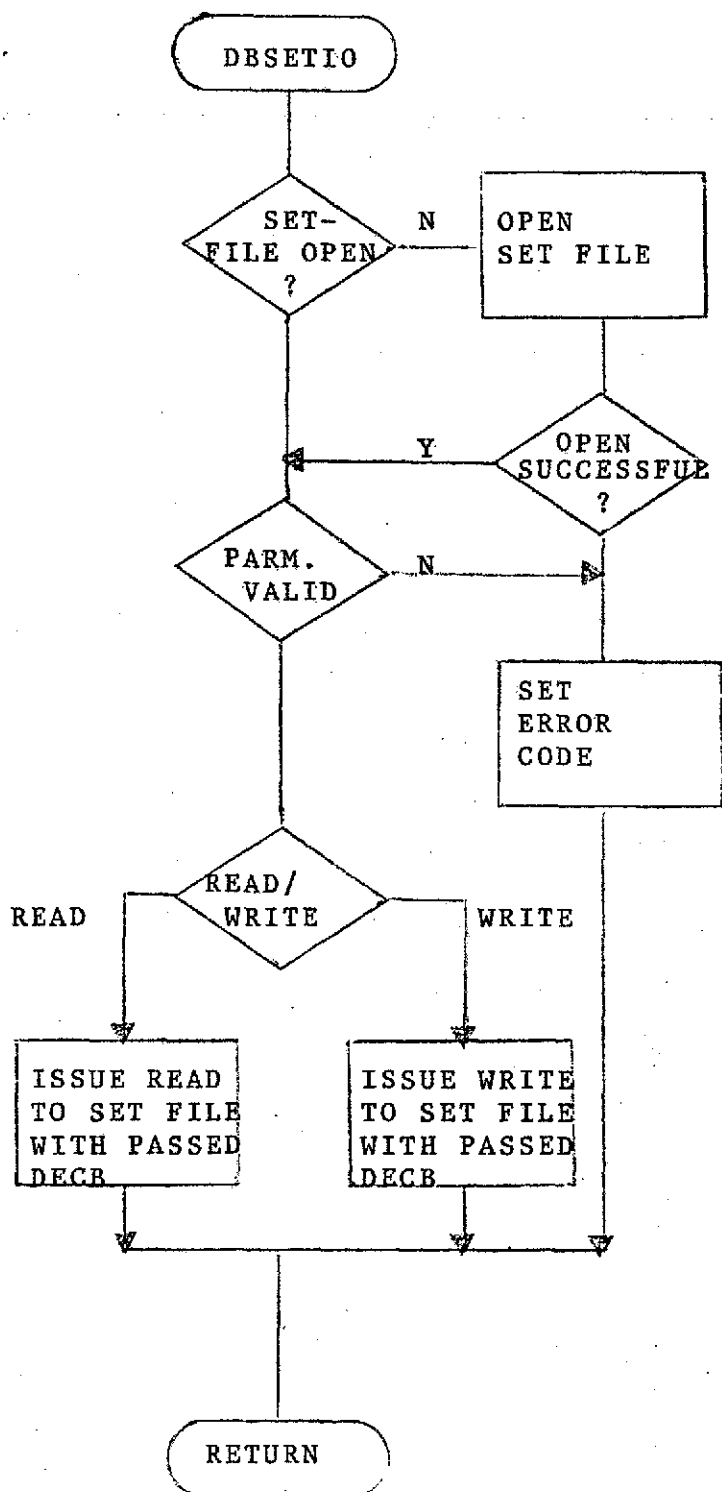 DBSETIO
SET-
FILE OPEN
?
N
OPEN
SET FILE
Y
OPEN
SUCCESSFUL
?
PARM.
VALID
N
SET
ERROR
CODE
READ/
WRITE
READ
WRITE
ISSUE READ
TO SET FILE
WITH PASSED
DECB
ISSUE WRITE
TO SET FILE
WITH PASSED
DECB
RETURN